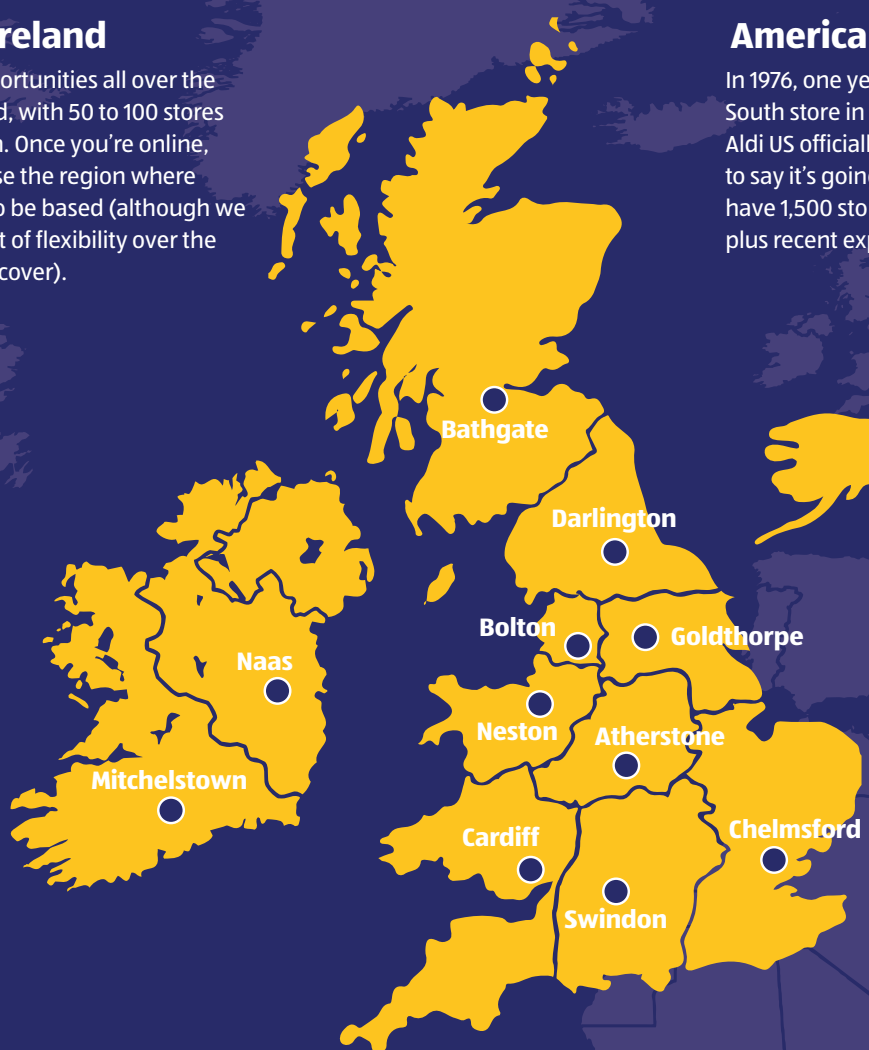 reland
ortunities all over the
d, with 50 to 100 stores
n. Once you're online,
se the region where
o be based (although we
t of flexibility over the
cover).
America
In 1976, one ye
South store in
Aldi US officiall
to say it's goin
have 1,500 sto
plus recent exp
Bathgate
Darlington
Bolton
Goldthorpe
Naas
Neston
Atherstone
Mitchelstown
Cardiff
Chelmsford
Swindon